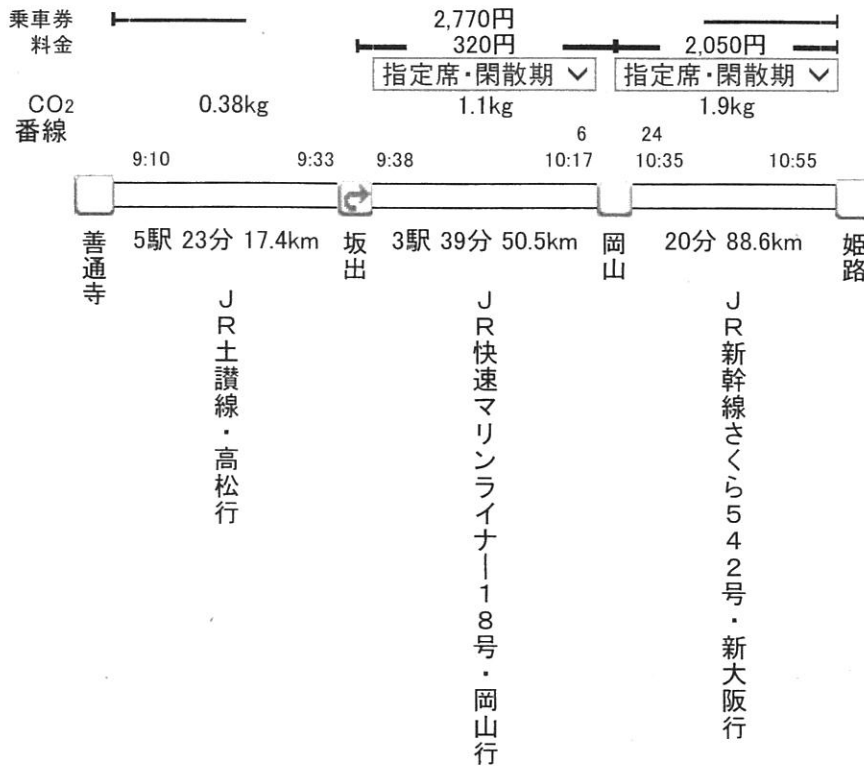 乗車券 2,770円
料金 320円 2,050円
指定席・閑散期 指定席・閑散期
CO2 0.38kg 1.1kg 1.9kg
番線 6 24
9:10 9:33 9:38 10:17 10:35 10:55
善通寺
5駅 23分 17.4km
坂出
3駅 39分 50.5km
岡山
20分 88.6km
姫路
JR土讃線・高松行
JR快速マリンライナー18号・岡山行
JR新幹線さくら542号・新大阪行